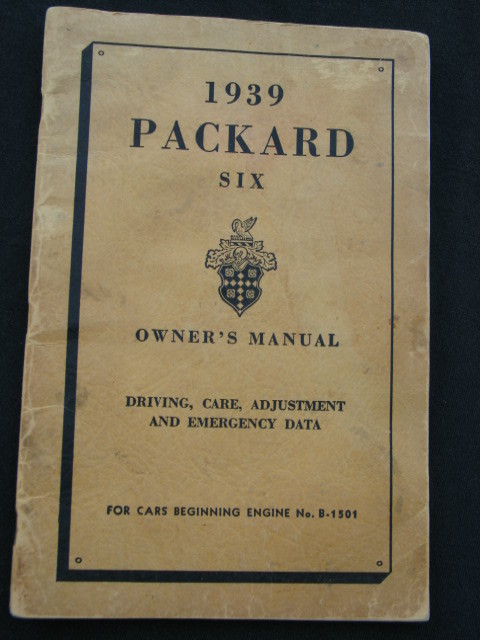 1939
PACKARD
SIX
OWNER'S MANUAL
DRIVING, CARE, ADJUSTMENT
AND EMERGENCY DATA
FOR CARS BEGINNING ENGINE No. B-1501